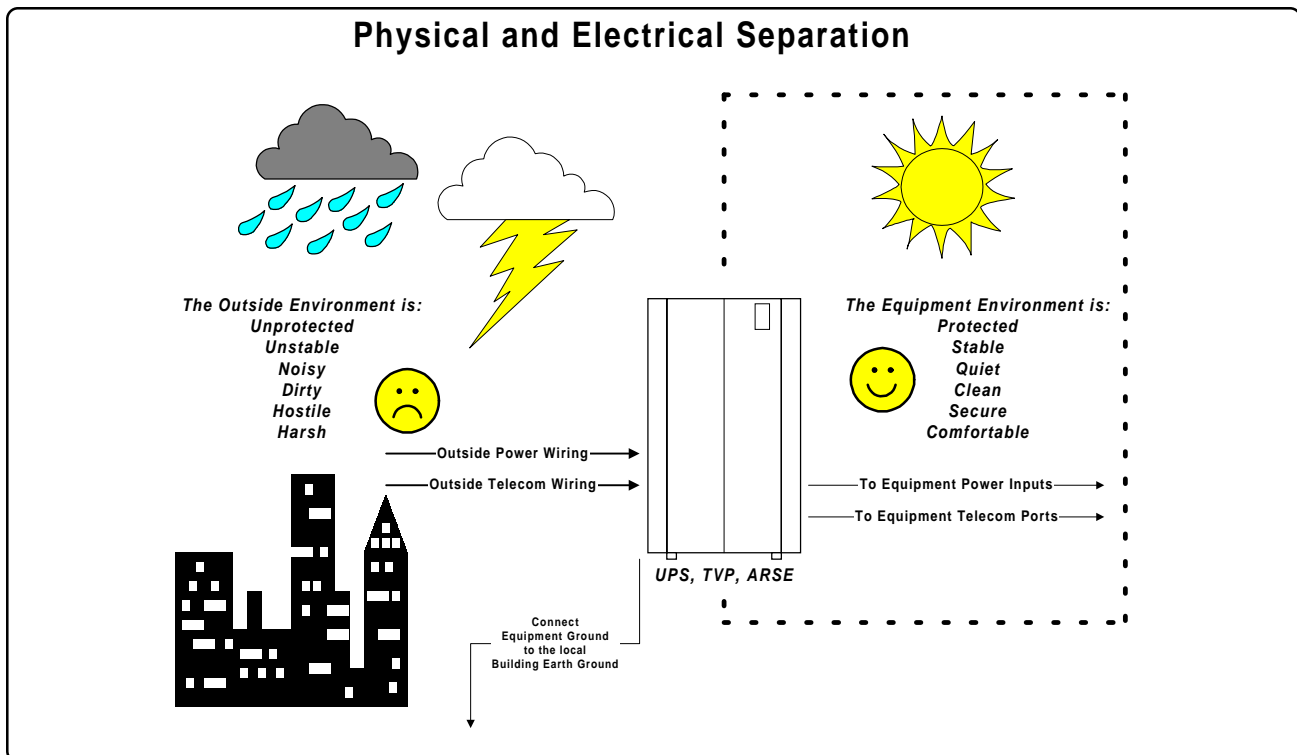 Physical and Electrical Separation
The Outside Environment is:
Unprotected
Unstable
Noisy
Dirty
Hostile
Harsh
The Equipment Environment is:
Protected
Stable
Quiet
Clean
Secure
Comfortable
Outside Power Wiring
Outside Telecom Wiring
To Equipment Power Inputs
To Equipment Telecom Ports
UPS, TVP, ARSE
Connect
Equipment Ground
to the local
Building Earth Ground